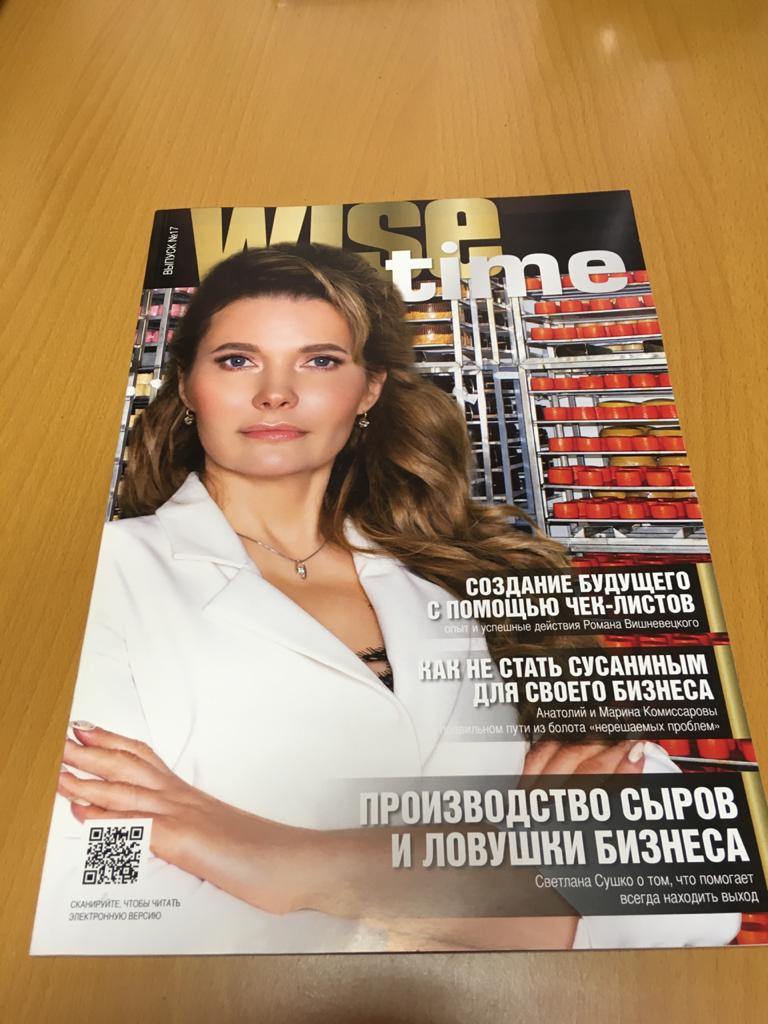 ВЫПУСК №17
wise
time
СОЗДАНИЕ БУДУЩЕГО
С ПОМОЩЬЮ ЧЕК-ЛИСТОВ
опыт и успешные действия Романа Вишневецкого
КАК НЕ СТАТЬ СУСАНИНЫМ
ДЛЯ СВОЕГО БИЗНЕСА
Анатолий и Марина Комиссаровы
правильном пути из болота «нерешаемых проблем»
ПРОИЗВОДСТВО СЫРОВ
И ЛОВУШКИ БИЗНЕСА
Светлана Сушко о том, что помогает
всегда находить выход
СКАНИРУЙТЕ, ЧТОБЫ ЧИТАТЬ
ЭЛЕКТРОННУЮ ВЕРСИЮ